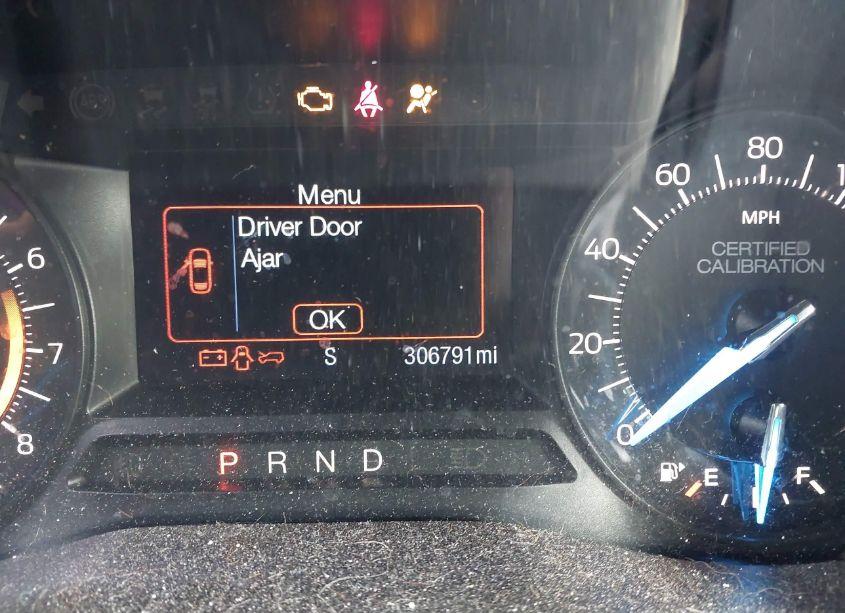 Menu
Driver Door
Ajar
OK
S 306791mi
P R N D
6
7
8
0
20
40
60
80
MPH
CERTIFIED
CALIBRATION
E F